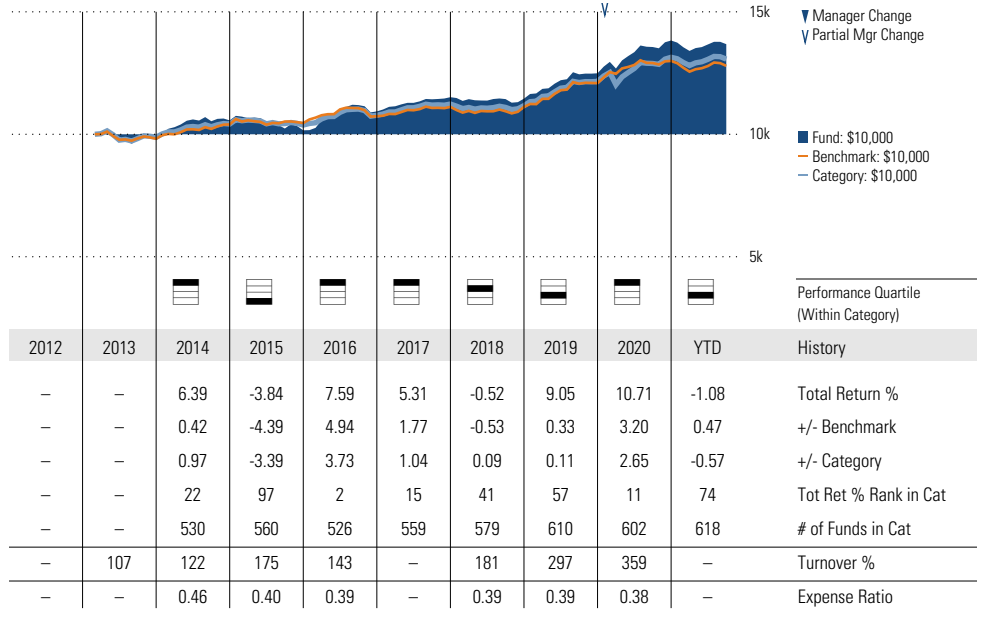 15k
Manager Change
Partial Mgr Change
10k
Fund: $10,000
Benchmark: $10,000
Category: $10,000
5k
Performance Quartile
(Within Category)
2012 2013 2014 2015 2016 2017 2018 2019 2020 YTD History
– – 6.39 -3.84 7.59 5.31 -0.52 9.05 10.71 -1.08 Total Return %
– – 0.42 -4.39 4.94 1.77 -0.53 0.33 3.20 0.47 +/- Benchmark
– – 0.97 -3.39 3.73 1.04 0.09 0.11 2.65 -0.57 +/- Category
– – 22 97 2 15 41 57 11 74 Tot Ret % Rank in Cat
– – 530 560 526 559 579 610 602 618 # of Funds in Cat
– 107 122 175 143 – 181 297 359 – Turnover %
– – 0.46 0.40 0.39 – 0.39 0.39 0.38 – Expense Ratio